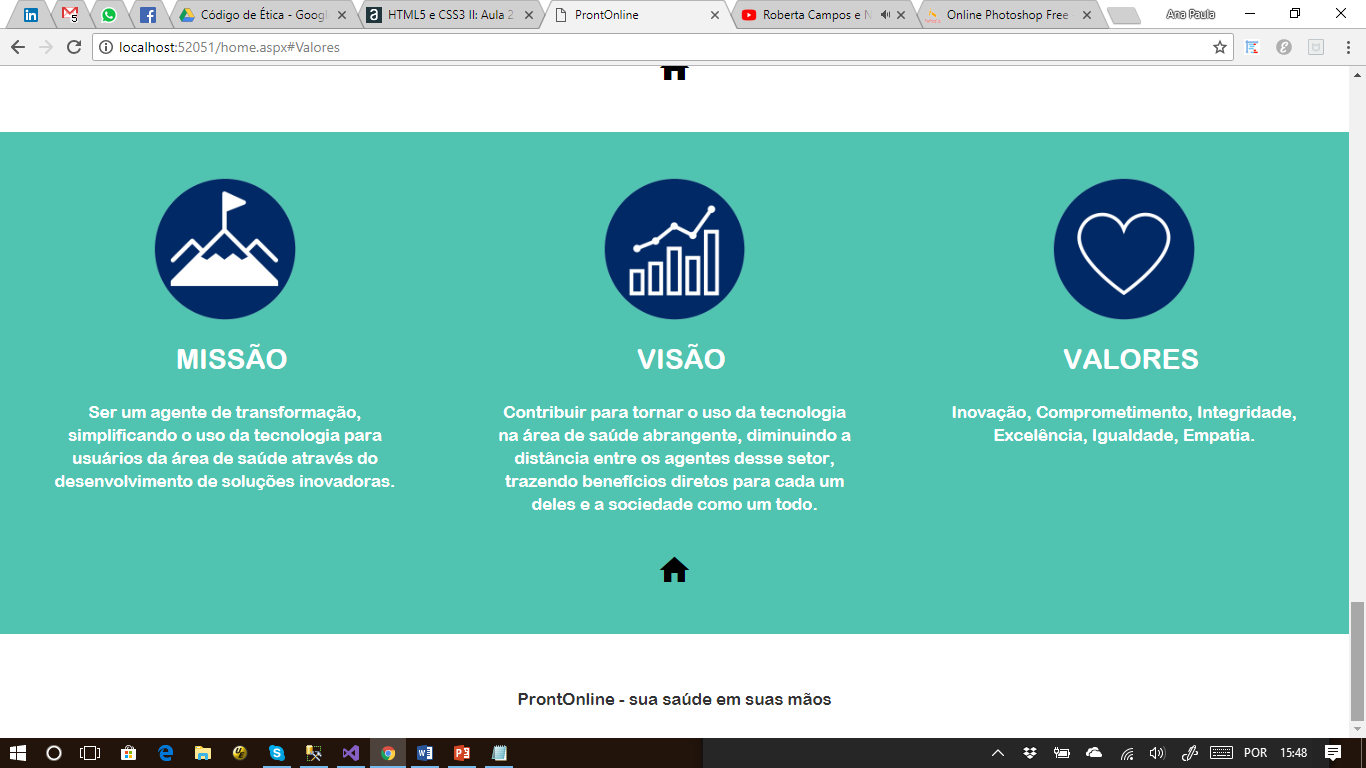 5
Código de Ética - Goog
HTML5 e CSS3 II: Aula 2
ProntOnline
Roberta Campos e N
Online Photoshop Free
Ana Paula
localhost:52051/home.aspx#Valores
MISSÃO
Ser um agente de transformação,
simplificando o uso da tecnologia para
usuários da área de saúde através do
desenvolvimento de soluções inovadoras.
VISÃO
Contribuir para tornar o uso da tecnologia
na área de saúde abrangente, diminuindo a
distância entre os agentes desse setor,
trazendo benefícios diretos para cada um
deles e a sociedade como um todo.
VALORES
Inovação, Comprometimento, Integridade,
Excelência, Igualdade, Empatia.
ProntOnline - sua saúde em suas mãos
POR
15:48